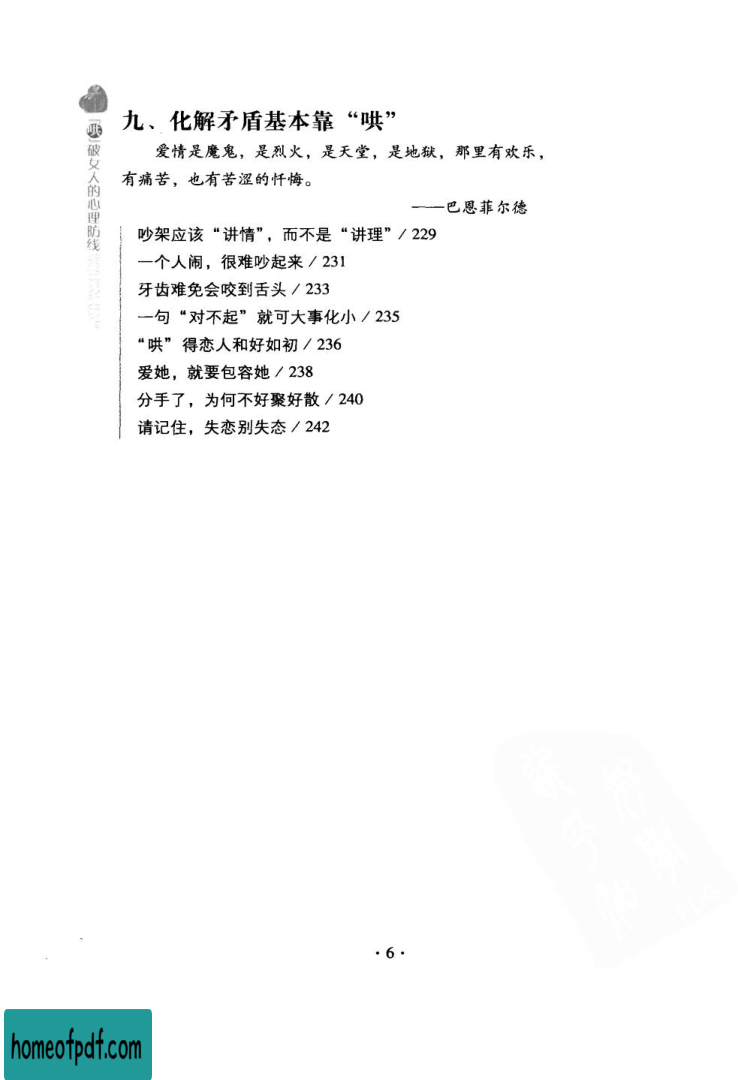 九、化解矛盾基本靠“哄”
爱情是魔鬼，是烈火，是天堂，是地狱，那里有欢乐，
有痛苦，也有苦涩的忏悔。
——巴恩菲尔德
「哄」破女人的心理防线
吵架应该“讲情”，而不是“讲理”/ 229
一个人闹，很难吵起来 / 231
牙齿难免会咬到舌头 / 233
一句“对不起”就可大事化小 / 235
“哄”得恋人和好如初 / 236
爱她，就要包容她 / 238
分手了，为何不好聚好散 / 240
请记住，失恋别失态 / 242
·6·
homeofpdf.com